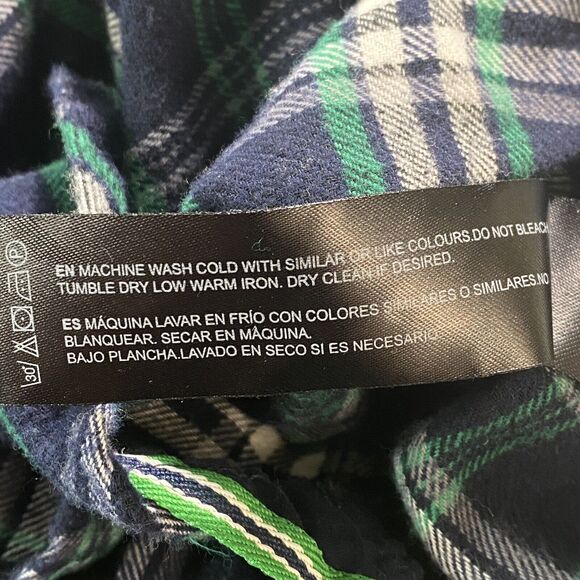 EN MACHINE WASH COLD WITH SIMILAR OR LIKE COLOURS.DO NOT BLEACH
TUMBLE DRY LOW WARM IRON. DRY CLEAN IF DESIRED.
ES MÁQUINA LAVAR EN FRÍO CON COLORES SIMILARES O SIMILARES.NO
BLANQUEAR. SECAR EN MÂQUINA.
BAJO PLANCHA.LAVADO EN SECO SI ES NECESARIO
30
P